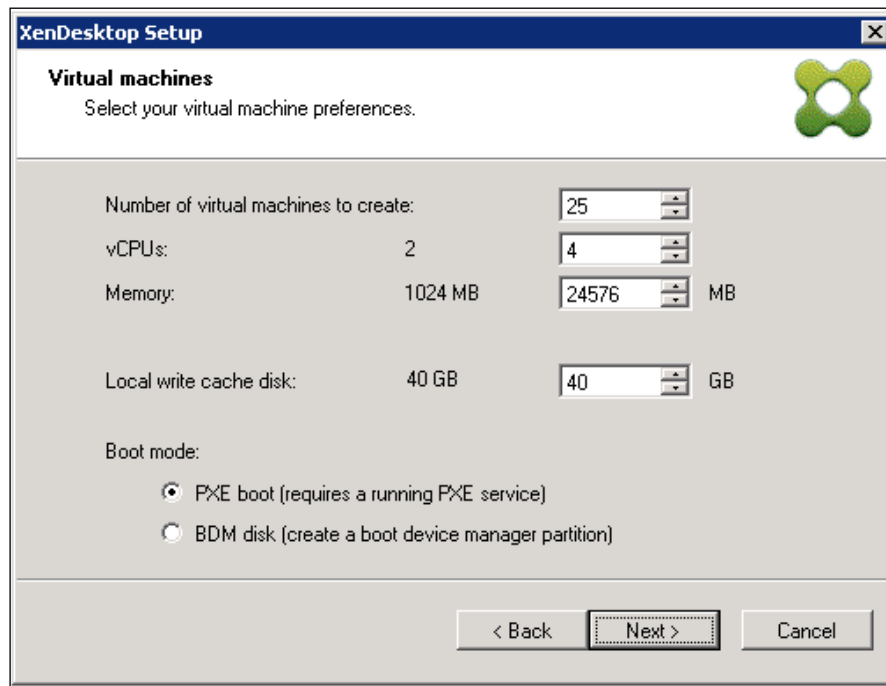 XenDesktop Setup
Virtual machines
Select your virtual machine preferences.
Number of virtual machines to create: 25
vCPUs: 2 4
Memory: 1024 MB 24576 MB
Local write cache disk: 40 GB 40 GB
Boot mode:
PXE boot (requires a running PXE service)
BDM disk (create a boot device manager partition)
< Back Next > Cancel